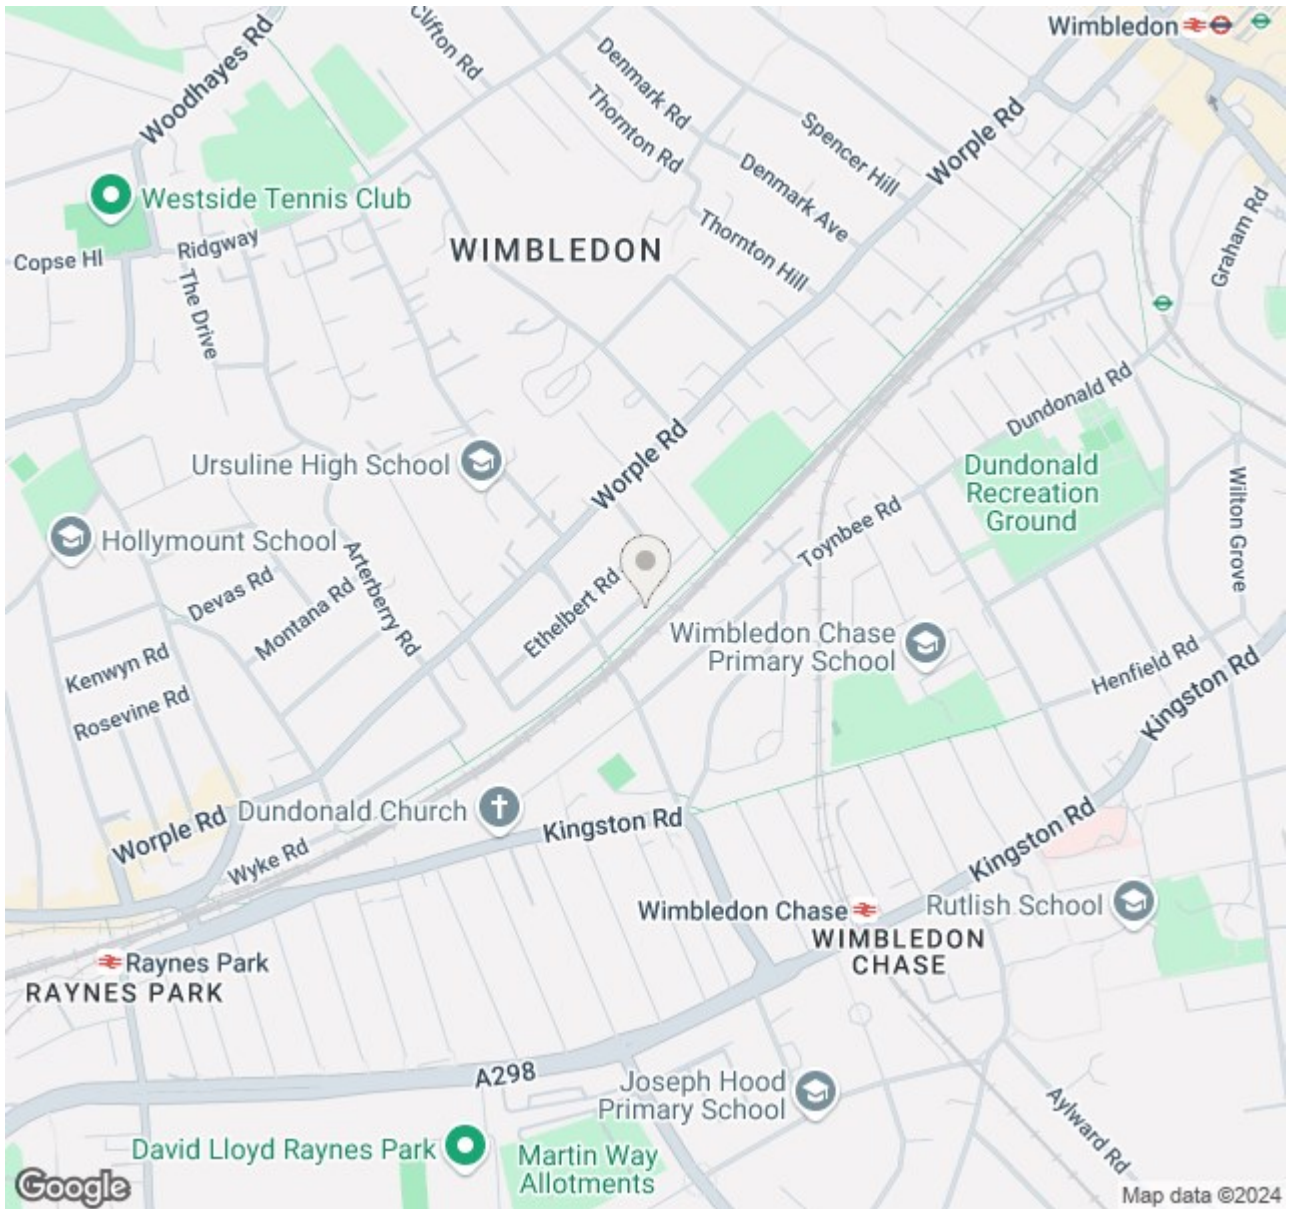 Wimbledon
Clifton Rd
Woodhayes Rd
Denmark Rd
Thornton Rd
Spencer Hill
Worple Rd
Denmark Ave
Westside Tennis Club
Graham Rd
Copse Hl
Ridgway
WIMBLEDON
Thornton Hill
The Drive
Dundonald Rd
Ursuline High School
Worple Rd
Dundonald
Recreation
Ground
Wilton Grove
Hollymount School
Toynbee Rd
Arterberry Rd
Devas Rd
Montana Rd
Ethelbert Rd
Wimbledon Chase
Primary School
Kenwyn Rd
Henfield Rd
Rosevine Rd
Kingston Rd
Dundonald Church
Kingston Rd
Worple Rd
Wyke Rd
Kingston Rd
Wimbledon Chase
Rutlish School
WIMBLEDON
CHASE
Raynes Park
RAYNES PARK
A298
Joseph Hood
Primary School
Aylward Rd
David Lloyd Raynes Park
Martin Way
Allotments
Google
Map data ©2024